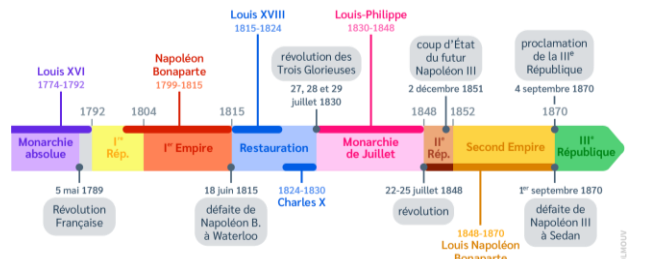 Louis XVIII
1815-1824
Louis-Philippe
1830-1848
coup d'État
du futur
Napoléon III
2 décembre 1851
proclamation
de la IIIᵉ
République
4 septembre 1870
Louis XVI
1774-1792
Napoléon
Bonaparte
1799-1815
révolution des
Trois Glorieuses
27, 28 et 29
juillet 1830
1792
1804
1815
1848
1852
1870
Monarchie
absolue
Iʳᵉ
Rép.
Iᵉʳ Empire
Restauration
Monarchie
de Juillet
IIᵉ
Rép.
Second Empire
IIIᵉ
République
5 mai 1789
Révolution
Française
18 juin 1815
défaite de
Napoléon B.
à Waterloo
1824-1830
Charles X
22-25 juillet 1848
révolution
1848-1870
Louis Napoléon
Bonaparte
1ᵉʳ septembre 1870
défaite de
Napoléon III
à Sedan
LMOUV